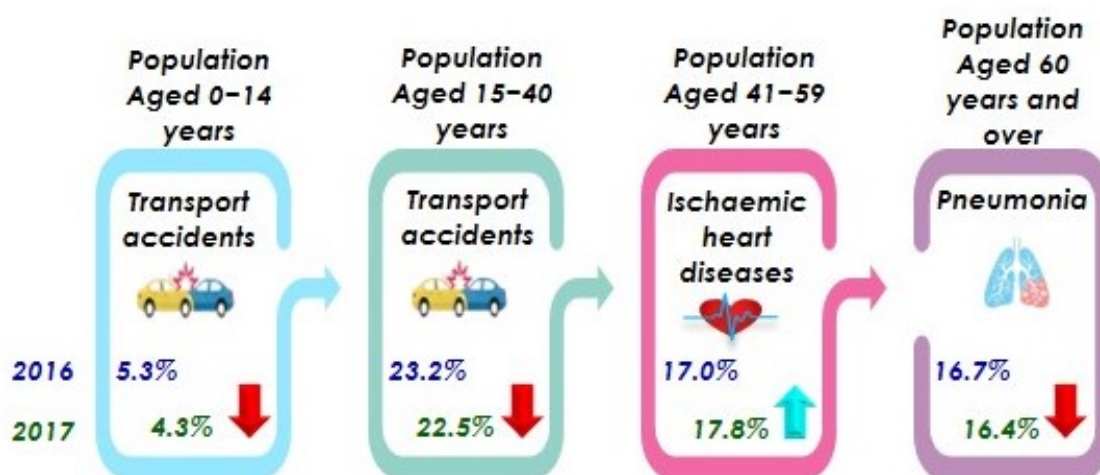 Population
Aged 0–14
years
Population
Aged 15–40
years
Population
Aged 41–59
years
Population
Aged 60
years and
over
Transport
accidents
Transport
accidents
Ischaemic
heart
diseases
Pneumonia
2016 5.3% 23.2% 17.0% 16.7%
2017 4.3% 22.5% 17.8% 16.4%